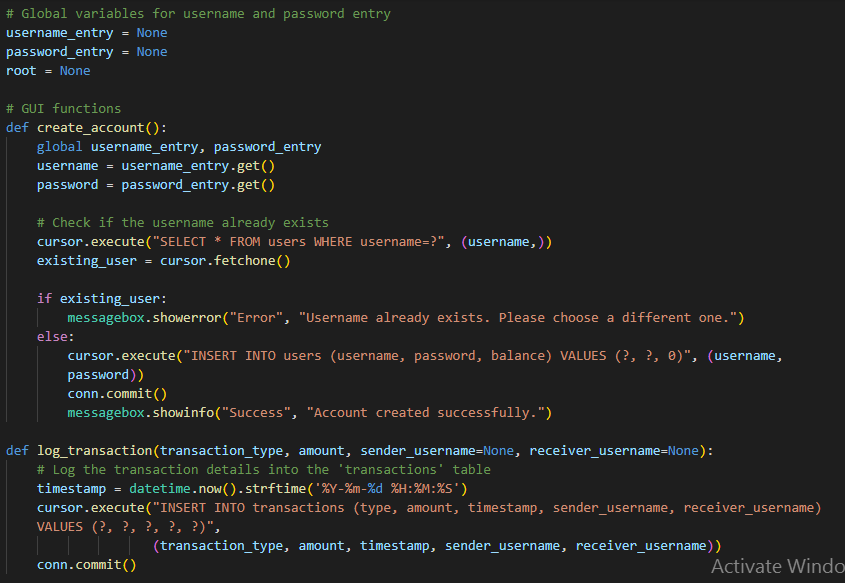 # Global variables for username and password entry
username_entry = None
password_entry = None
root = None

# GUI functions
def create_account():
    global username_entry, password_entry
    username = username_entry.get()
    password = password_entry.get()

    # Check if the username already exists
    cursor.execute("SELECT * FROM users WHERE username=?", (username,))
    existing_user = cursor.fetchone()

    if existing_user:
        messagebox.showerror("Error", "Username already exists. Please choose a different one.")
    else:
        cursor.execute("INSERT INTO users (username, password, balance) VALUES (?, ?, 0)", (username,
        password))
        conn.commit()
        messagebox.showinfo("Success", "Account created successfully.")

def log_transaction(transaction_type, amount, sender_username=None, receiver_username=None):
    # Log the transaction details into the 'transactions' table
    timestamp = datetime.now().strftime('%Y-%m-%d %H:%M:%S')
    cursor.execute("INSERT INTO transactions (type, amount, timestamp, sender_username, receiver_username)
    VALUES (?, ?, ?, ?, ?)",
                   (transaction_type, amount, timestamp, sender_username, receiver_username))
    conn.commit()
Activate Windo